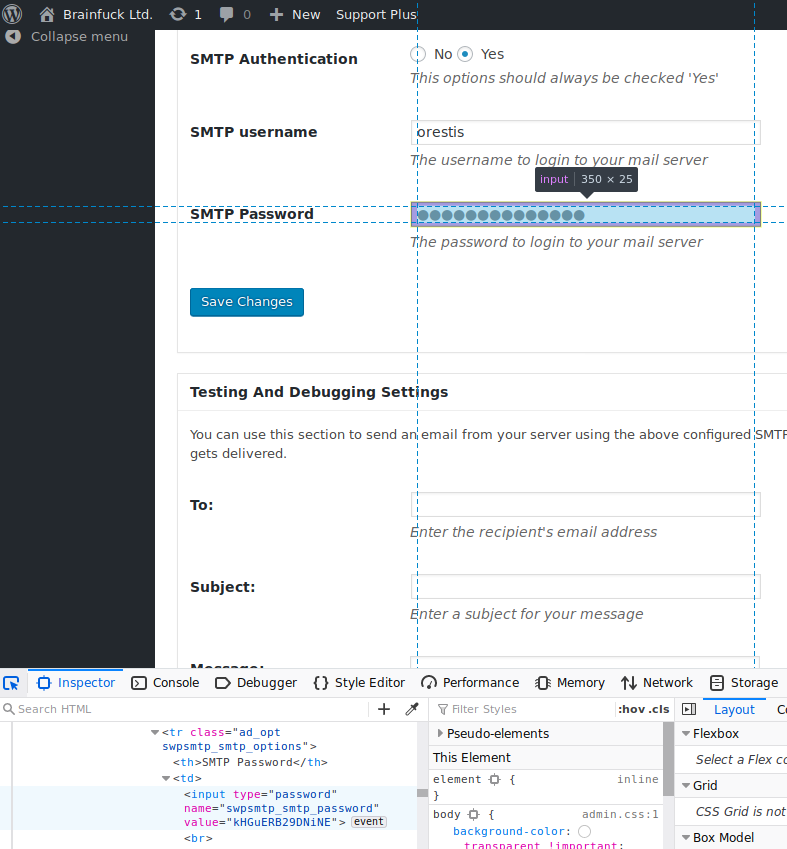 Brainfuck Ltd. 1 0 New Support Plus
Collapse menu
SMTP Authentication
No Yes
This options should always be checked 'Yes'
SMTP username
orestis
The username to login to your mail server
input 350 × 25
SMTP Password
The password to login to your mail server
Save Changes
Testing And Debugging Settings
You can use this section to send an email from your server using the above configured SMTP
gets delivered.
To:
Enter the recipient's email address
Subject:
Enter a subject for your message
Message:
Inspector Console Debugger Style Editor Performance Memory Network Storage
Search HTML
Filter Styles :hov .cls
Layout
<tr class="ad_opt
swpsmtp_smtp_options">
<th>SMTP Password</th>
<td>
<input type="password"
name="swpsmtp_smtp_password"
value="kHGuERB29DNiNE"> event
<br>
Pseudo-elements
This Element
element { inline
}
body { admin.css:1
background-color:
transparent !important;
Flexbox
Select a Flex co
Grid
CSS Grid is not
Box Model